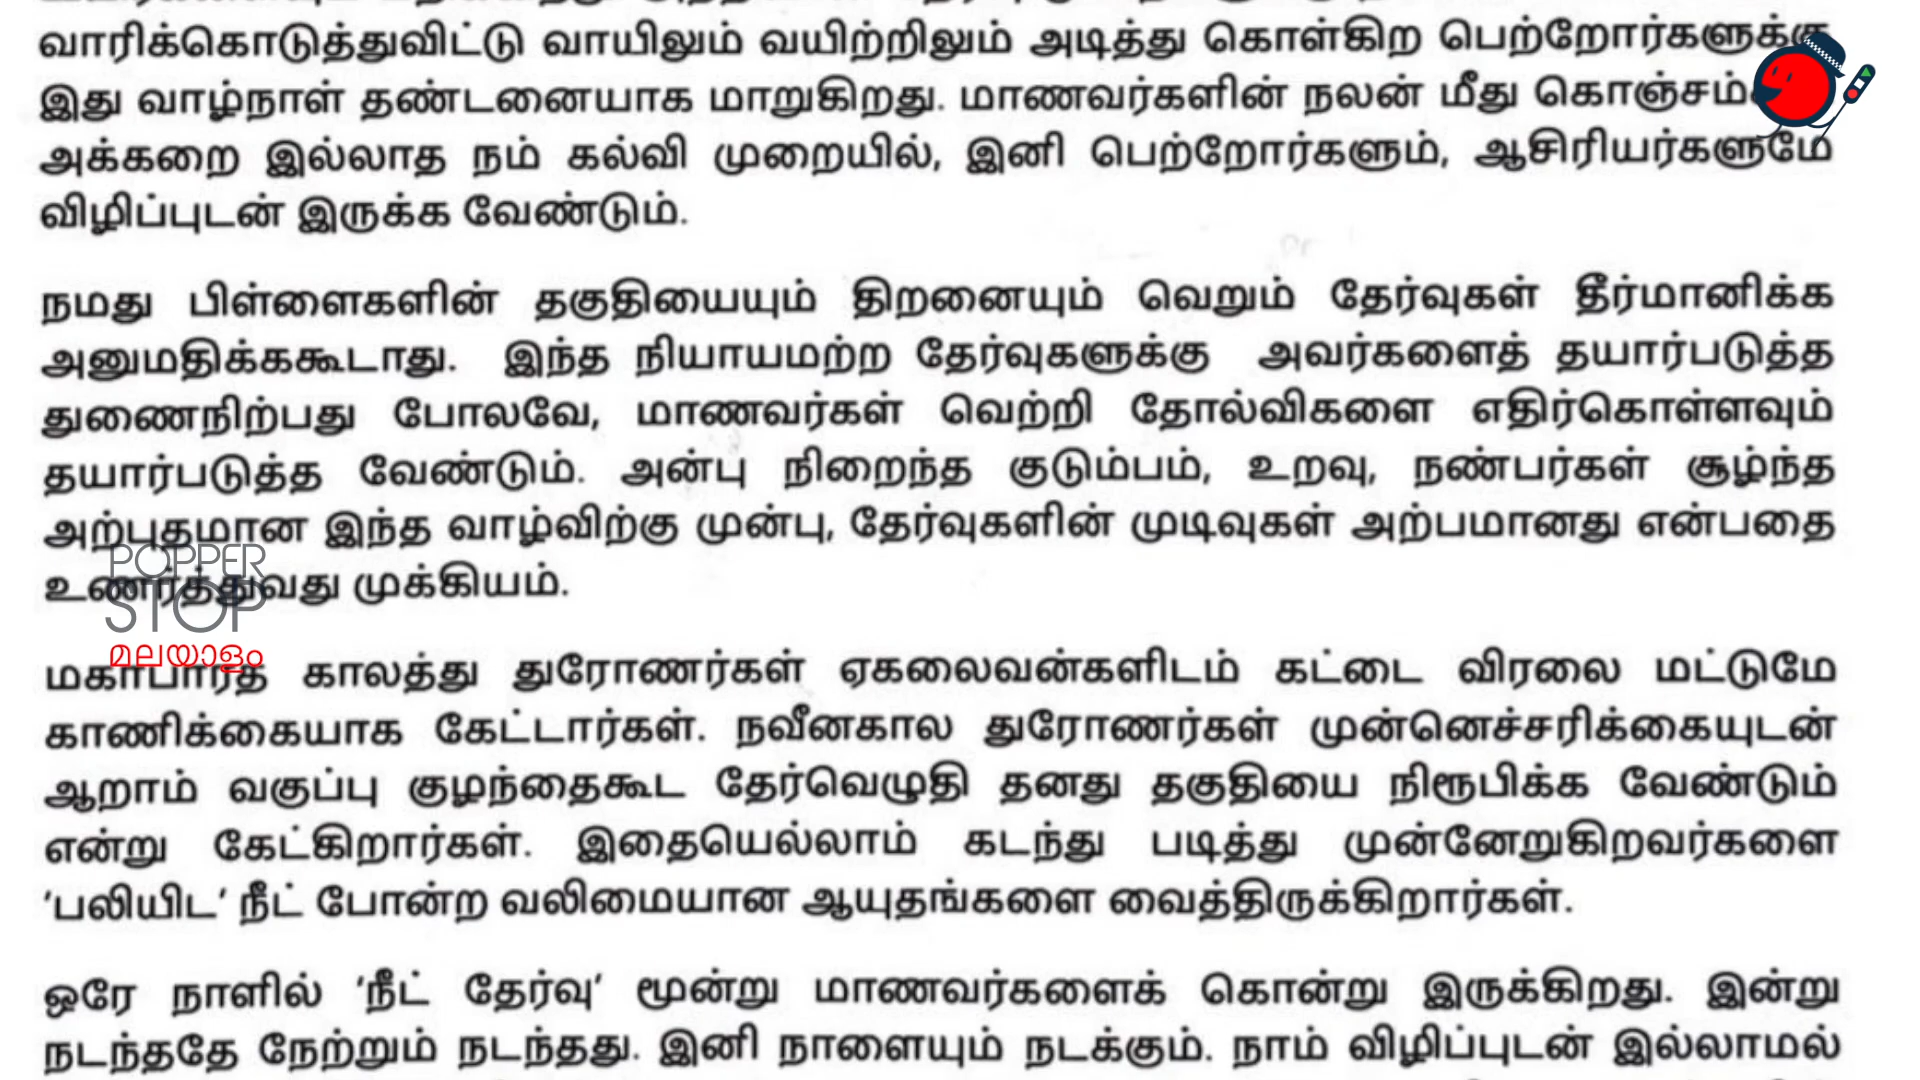 வாரிக்கொடுத்துவிட்டு வாயிலும் வயிற்றிலும் அடித்து கொள்கிற பெற்றோர்களுக்கு
இது வாழ்நாள் தண்டனையாக மாறுகிறது. மாணவர்களின் நலன் மீது கொஞ்சம்
அக்கறை இல்லாத நம் கல்வி முறையில், இனி பெற்றோர்களும், ஆசிரியர்களுமே
விழிப்புடன் இருக்க வேண்டும்.
நமது பிள்ளைகளின் தகுதியையும் திறனையும் வெறும் தேர்வுகள் தீர்மானிக்க
அனுமதிக்ககூடாது. இந்த நியாயமற்ற தேர்வுகளுக்கு அவர்களைத் தயார்படுத்த
துணைநிற்பது போலவே, மாணவர்கள் வெற்றி தோல்விகளை எதிர்கொள்ளவும்
தயார்படுத்த வேண்டும். அன்பு நிறைந்த குடும்பம், உறவு, நண்பர்கள் சூழ்ந்த
அற்புதமான இந்த வாழ்விற்கு முன்பு, தேர்வுகளின் முடிவுகள் அற்பமானது என்பதை
உணர்த்துவது முக்கியம்.
POPPER
STOP
മലയാളം
மகாபாரத காலத்து துரோணர்கள் ஏகலைவன்களிடம் கட்டை விரலை மட்டுமே
காணிக்கையாக கேட்டார்கள். நவீனகால துரோணர்கள் முன்னெச்சரிக்கையுடன்
ஆறாம் வகுப்பு குழந்தைகூட தேர்வெழுதி தனது தகுதியை நிரூபிக்க வேண்டும்
என்று கேட்கிறார்கள். இதையெல்லாம் கடந்து படித்து முன்னேறுகிறவர்களை
‘பலியிட’ நீட் போன்ற வலிமையான ஆயுதங்களை வைத்திருக்கிறார்கள்.
ஒரே நாளில் ‘நீட் தேர்வு’ மூன்று மாணவர்களைக் கொன்று இருக்கிறது. இன்று
நடந்ததே நேற்றும் நடந்தது. இனி நாளையும் நடக்கும். நாம் விழிப்புடன் இல்லாமல்